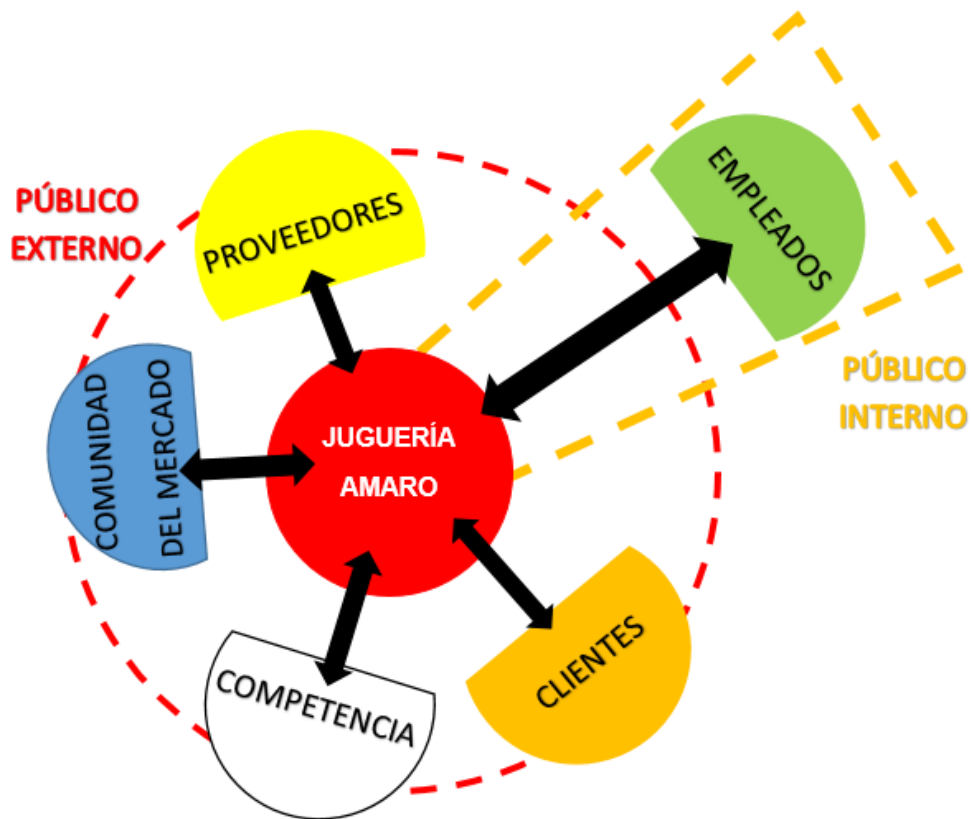 PÚBLICO
EXTERNO
PROVEEDORES
EMPLEADOS
PÚBLICO
INTERNO
COMUNIDAD
DEL MERCADO
JUGUERÍA
AMARO
COMPETENCIA
CLIENTES